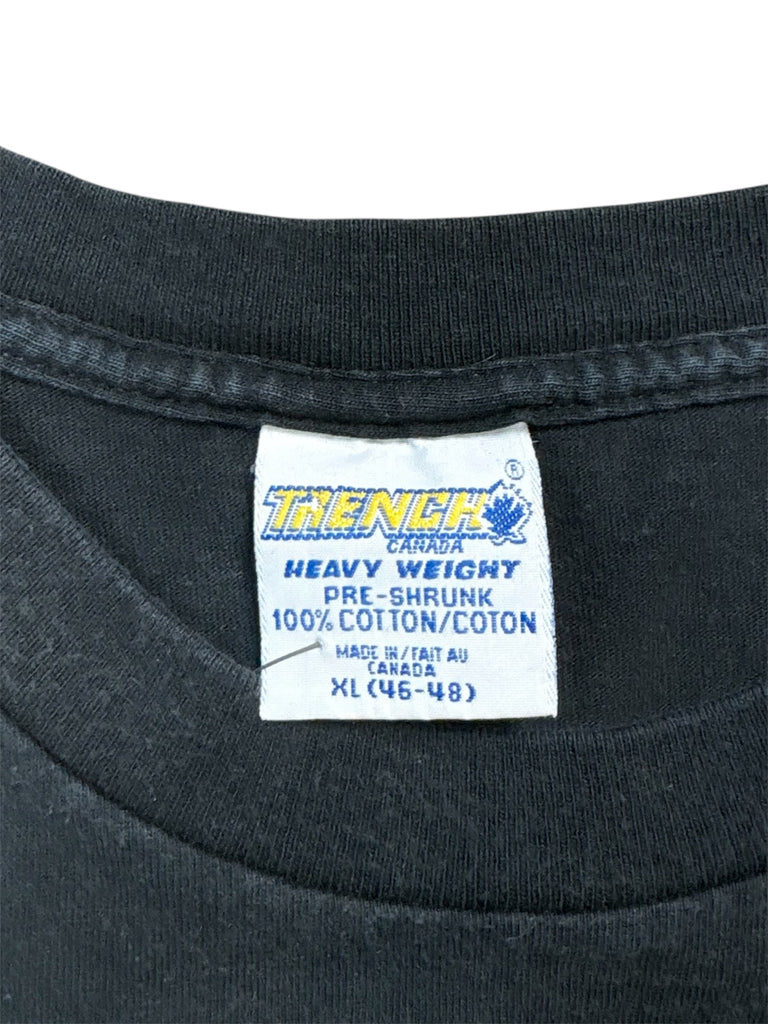 ®
TRENCH
CANADA
HEAVY WEIGHT
PRE-SHRUNK
100% COTTON/COTON
MADE IN/FAIT AU
CANADA
XL (46-48)